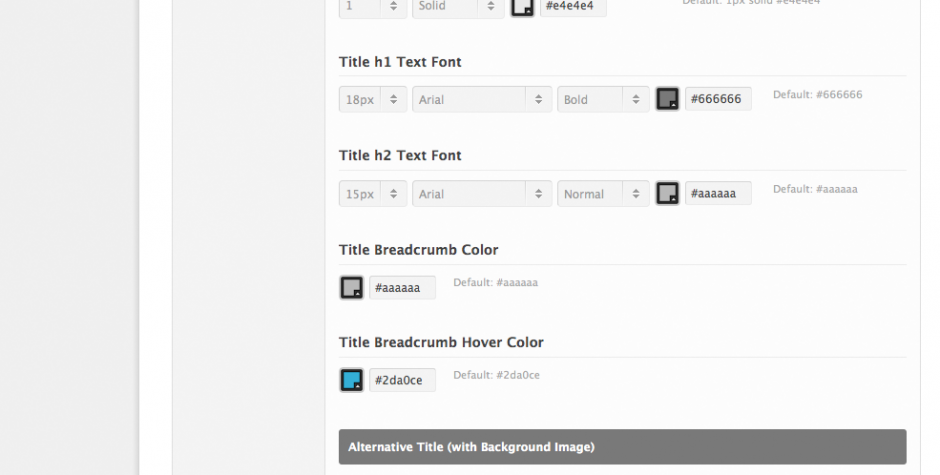 1 Solid #e4e4e4 Default: 1px solid #e4e4e4
Title h1 Text Font
18px Arial Bold #666666 Default: #666666
Title h2 Text Font
15px Arial Normal #aaaaaa Default: #aaaaaa
Title Breadcrumb Color
#aaaaaa Default: #aaaaaa
Title Breadcrumb Hover Color
#2da0ce Default: #2da0ce
Alternative Title (with Background Image)